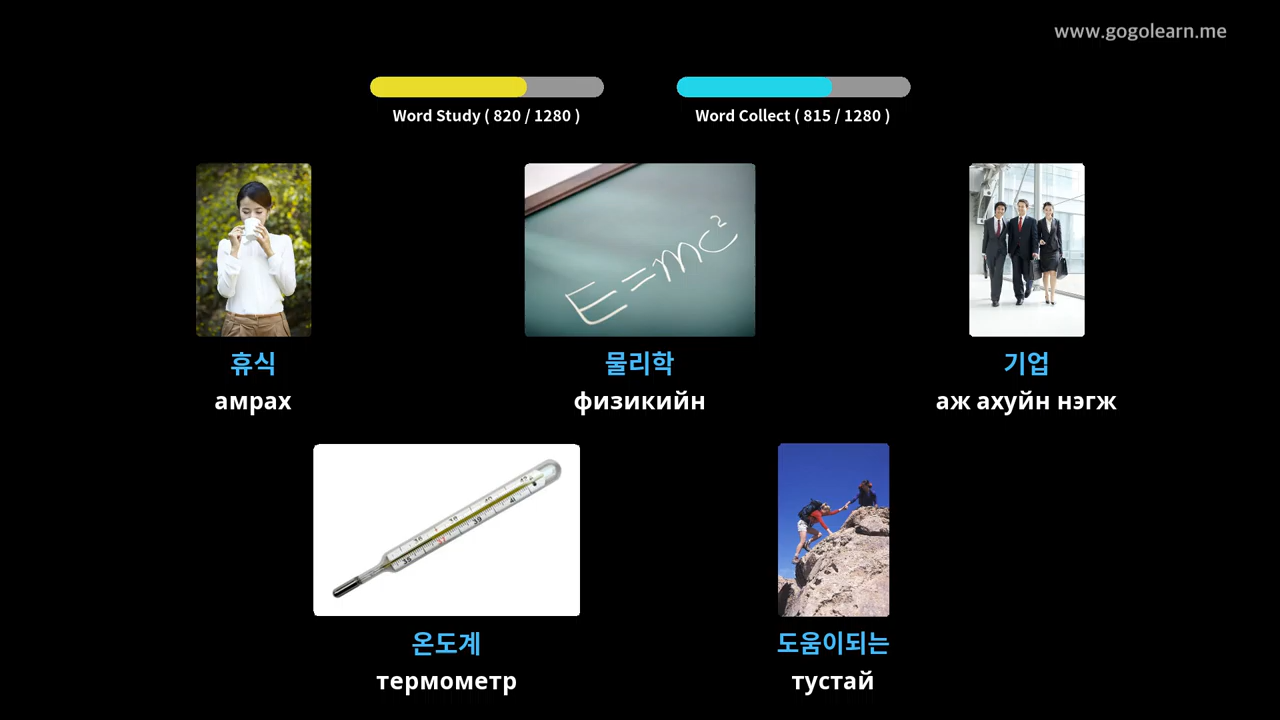 www.gogolearn.me
Word Study ( 820 / 1280 )
Word Collect ( 815 / 1280 )
E=mc²
휴식
амрах
물리학
физикийн
기업
аж ахуйн нэгж
온도계
термометр
도움이되는
тустай